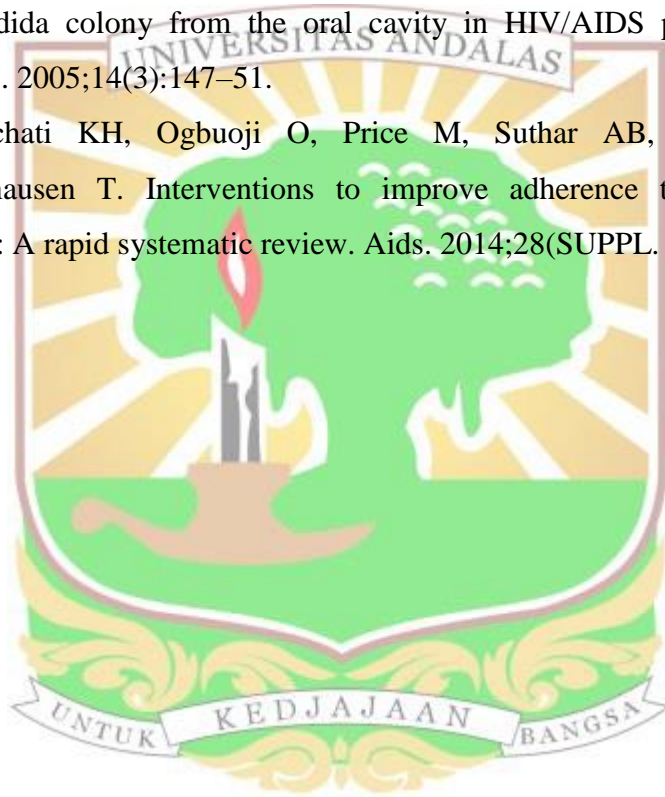 dida colony from the oral cavity in HIV/AIDS p
UNIVERSITAS ANDALAS
. 2005;14(3):147–51.
chati KH, Ogbuoji O, Price M, Suthar AB,
hausen T. Interventions to improve adherence t
: A rapid systematic review. Aids. 2014;28(SUPPL.
UNTUK KEDJAJAAN BANGSA